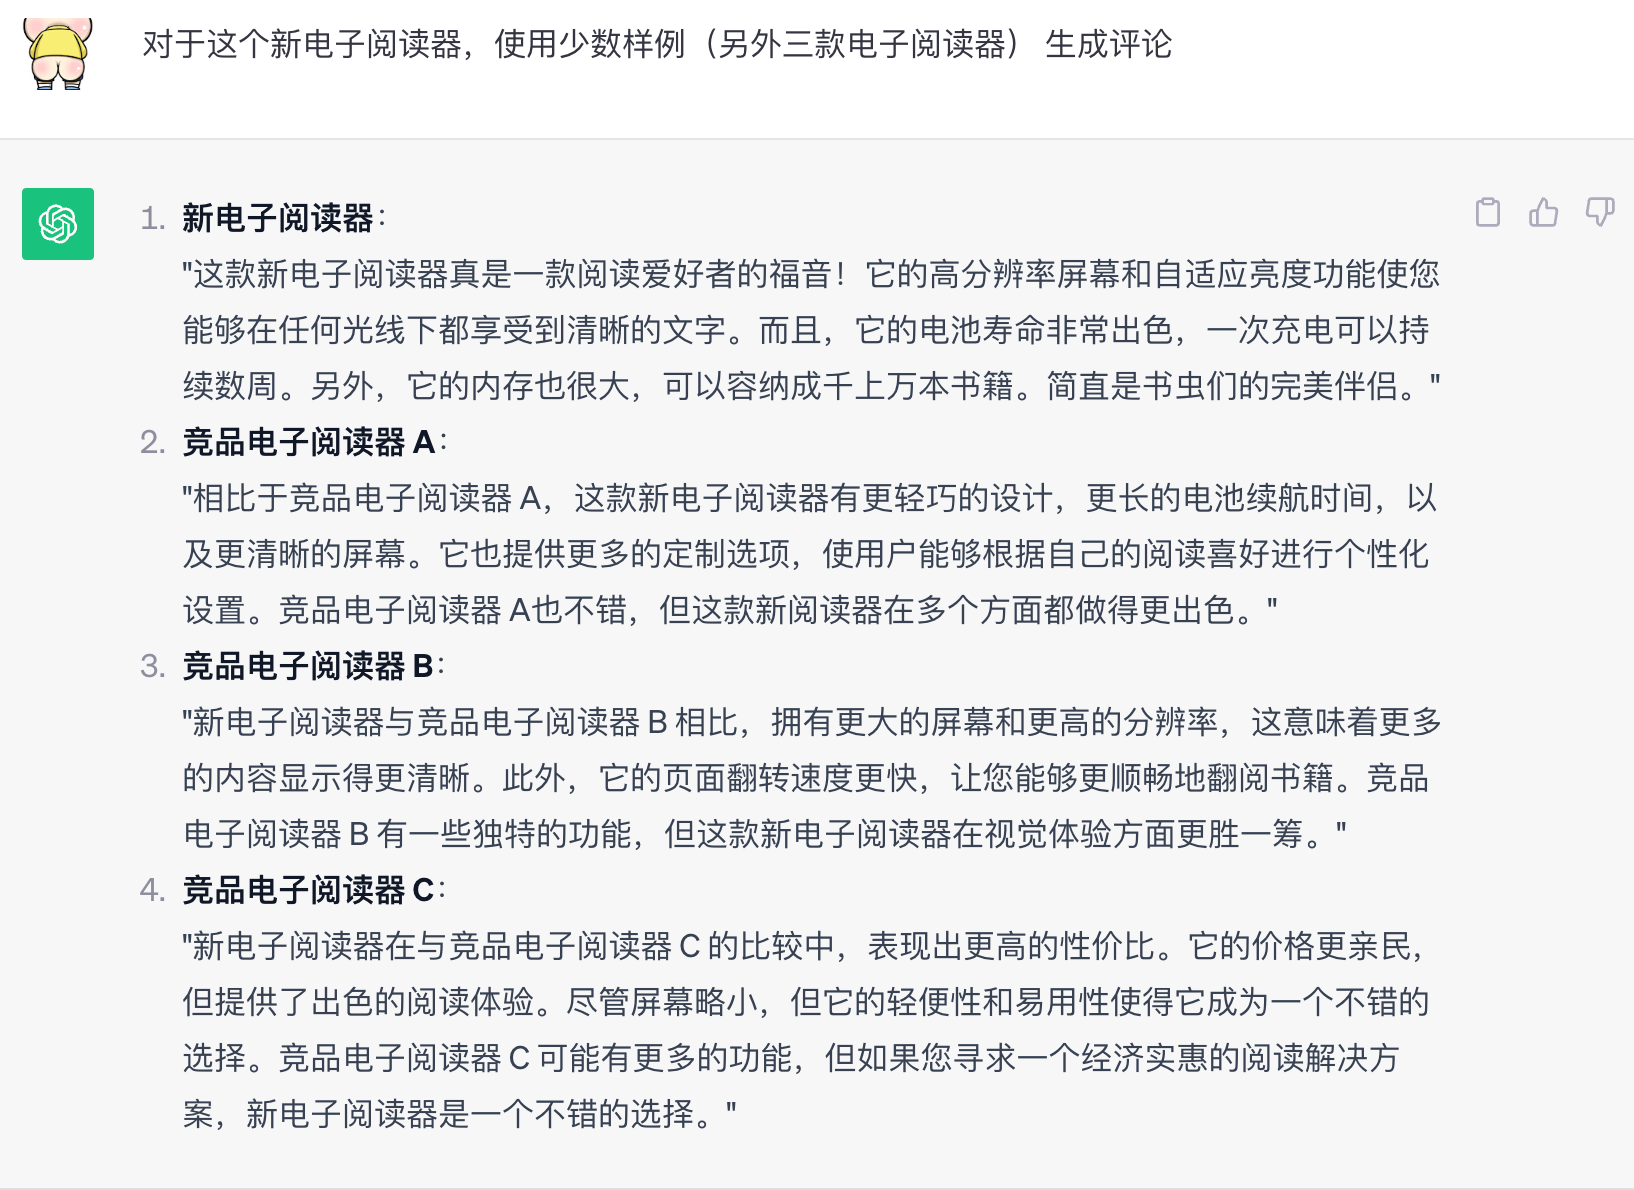 对于这个新电子阅读器，使用少数样例（另外三款电子阅读器） 生成评论
1. 新电子阅读器：
"这款新电子阅读器真是一款阅读爱好者的福音！它的高分辨率屏幕和自适应亮度功能使您
能够在任何光线下都享受到清晰的文字。而且，它的电池寿命非常出色，一次充电可以持
续数周。另外，它的内存也很大，可以容纳成千上万本书籍。简直是书虫们的完美伴侣。"
2. 竞品电子阅读器 A：
"相比于竞品电子阅读器 A，这款新电子阅读器有更轻巧的设计，更长的电池续航时间，以
及更清晰的屏幕。它也提供更多的定制选项，使用户能够根据自己的阅读喜好进行个性化
设置。竞品电子阅读器 A也不错，但这款新阅读器在多个方面都做得更出色。"
3. 竞品电子阅读器 B：
"新电子阅读器与竞品电子阅读器 B 相比，拥有更大的屏幕和更高的分辨率，这意味着更多
的内容显示得更清晰。此外，它的页面翻转速度更快，让您能够更顺畅地翻阅书籍。竞品
电子阅读器 B 有一些独特的功能，但这款新电子阅读器在视觉体验方面更胜一筹。"
4. 竞品电子阅读器 C：
"新电子阅读器在与竞品电子阅读器 C 的比较中，表现出更高的性价比。它的价格更亲民，
但提供了出色的阅读体验。尽管屏幕略小，但它的轻便性和易用性使得它成为一个不错的
选择。竞品电子阅读器 C 可能有更多的功能，但如果您寻求一个经济实惠的阅读解决方
案，新电子阅读器是一个不错的选择。"